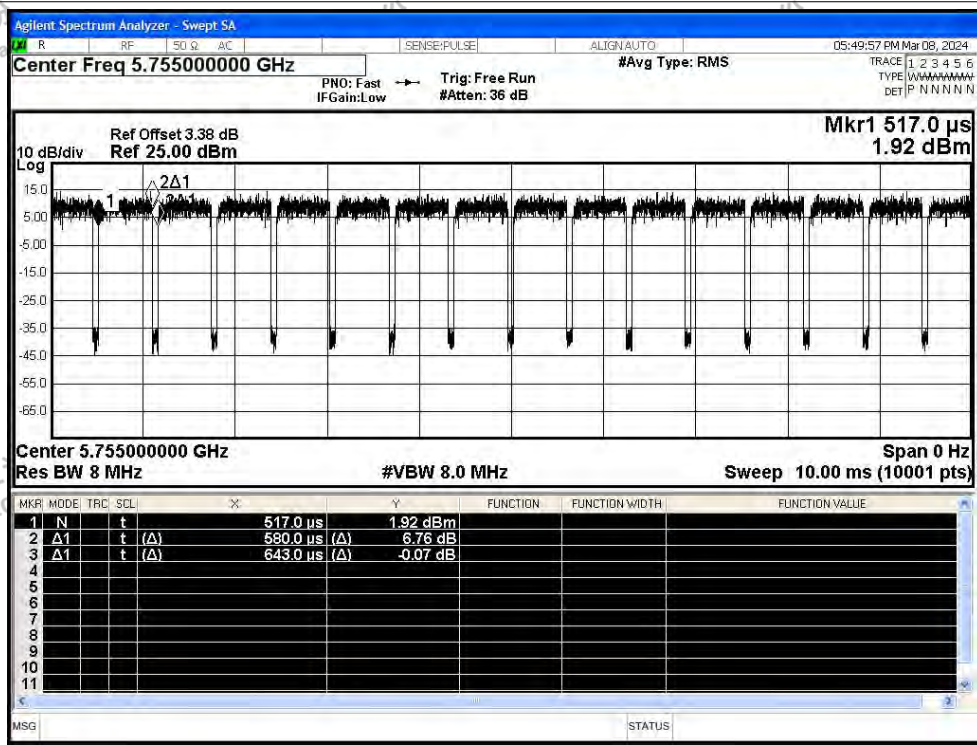 Agilent Spectrum Analyzer - Swept SA
R RF 50 Ω AC SENSE:PULSE ALIGN AUTO 05:49:57 PM Mar 08, 2024
Center Freq 5.755000000 GHz #Avg Type: RMS TRACE 1 2 3 4 5 6
PNO: Fast Trig: Free Run TYPE
IFGain:Low #Atten: 36 dB DET P N N N N N
Mkr1 517.0 µs
1.92 dBm
Ref Offset 3.38 dB
10 dB/div Ref 25.00 dBm
Log
15.0
5.00
-5.00
-15.0
-25.0
-35.0
-45.0
-55.0
-65.0
1 2Δ1
Center 5.755000000 GHz Span 0 Hz
Res BW 8 MHz #VBW 8.0 MHz Sweep 10.00 ms (10001 pts)
MKR MODE TRC SCL X Y FUNCTION FUNCTION WIDTH FUNCTION VALUE
1 N t 517.0 µs 1.92 dBm
2 Δ1 t (Δ) 580.0 µs (Δ) 6.76 dB
3 Δ1 t (Δ) 643.0 µs (Δ) -0.07 dB
4
5
6
7
8
9
10
11
MSG STATUS